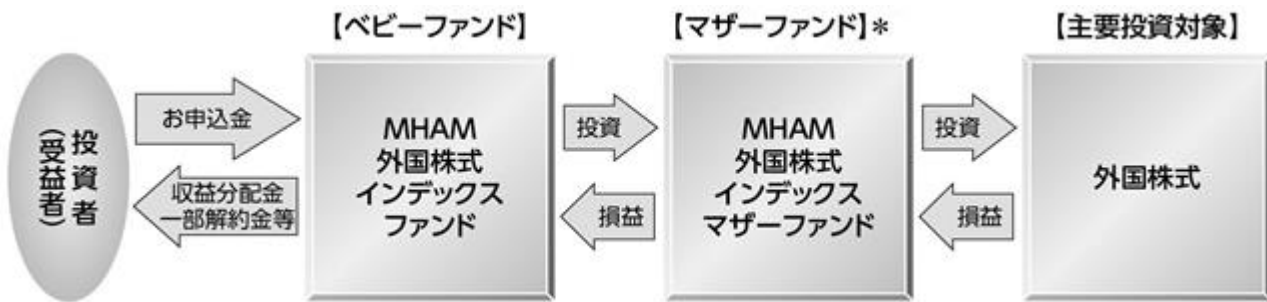 【ベビーファンド】
【マザーファンド】*
【主要投資対象】
投資者
(受益者)
お申込金
収益分配金
一部解約金等
MHAM
外国株式
インデックス
ファンド
投資
損益
MHAM
外国株式
インデックス
マザーファンド
投資
損益
外国株式